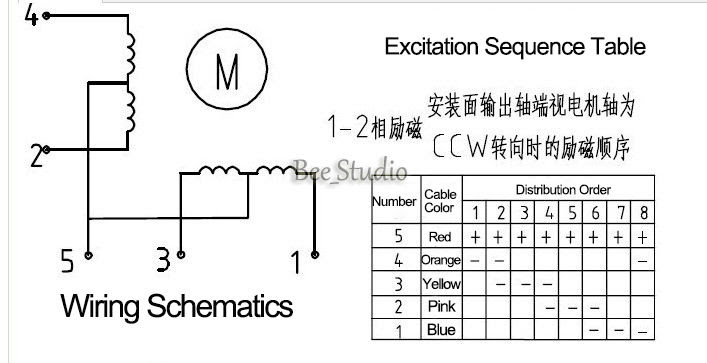 4
M
2
5
3
1
Wiring Schematics
Excitation Sequence Table
1-2相励磁
安装面输出轴端视电机轴为
CCW转向时的励磁顺序
Bee_Studio
Number Cable Color Distribution Order
1 2 3 4 5 6 7 8
5 Red + + + + + + + +
4 Orange – – –
3 Yellow – – –
2 Pink – – –
1 Blue – – –